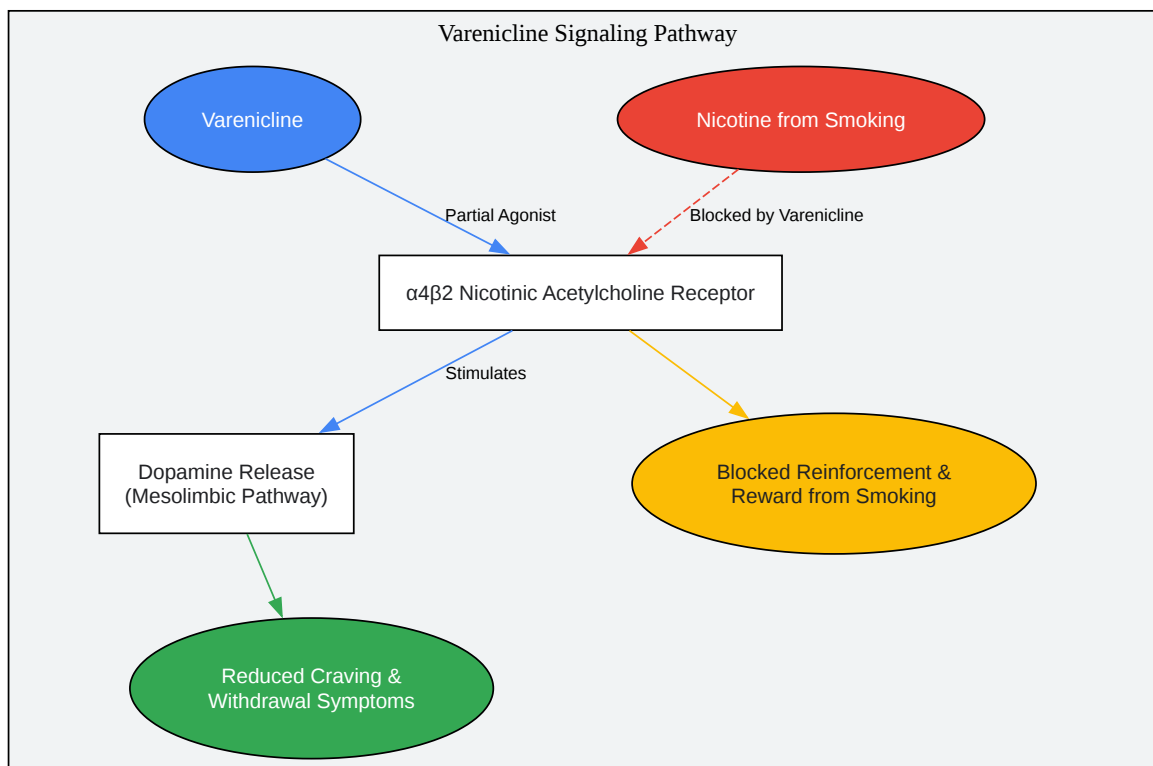 Varenicline Signaling Pathway
Varenicline
Nicotine from Smoking
Partial Agonist
Blocked by Varenicline
α4β2 Nicotinic Acetylcholine Receptor
Stimulates
Dopamine Release
(Mesolimbic Pathway)
Blocked Reinforcement &
Reward from Smoking
Reduced Craving &
Withdrawal Symptoms